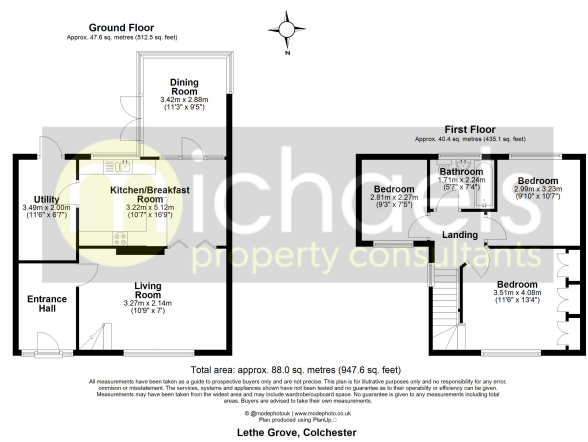 Ground Floor
Approx. 47.6 sq. metres (512.5 sq. feet)
N
Dining
Room
3.42m x 2.88m
(11'3" x 9'5")
First Floor
Approx. 40.4 sq. metres (435.1 sq. feet)
michaels
property consultants
Utility
3.49m x 2.00m
(11'6" x 6'7")
Kitchen/Breakfast
Room
3.22m x 5.12m
(10'7" x 16'9")
Bedroom
2.81m x 2.27m
(9'3" x 7'5")
Bathroom
1.71m x 2.24m
(5'7" x 7'4")
Bedroom
2.99m x 3.23m
(9'10" x 10'7")
Landing
Entrance
Hall
Living
Room
3.27m x 2.14m
(10'9" x 7')
Bedroom
3.51m x 4.08m
(11'6" x 13'4")
Total area: approx. 88.0 sq. metres (947.6 sq. feet)
All measurements have been taken as a guide to prospective buyers only and are not precise. This plan is for illustrative purposes only and no responsibility for any error,
ommison or misstatement. The services, systems and appliances shown have not been tested and no guarantee as to their operability or efficiency can be given.
Measurements may have been taken from the widest area and may include wardrobe/cupboard space. No guarantee is given to any measurements including total
areas. Buyers are advised to take their own measurements.
© @modephotouk | www.modephoto.co.uk
Plan produced using PlanUp.
Lethe Grove, Colchester